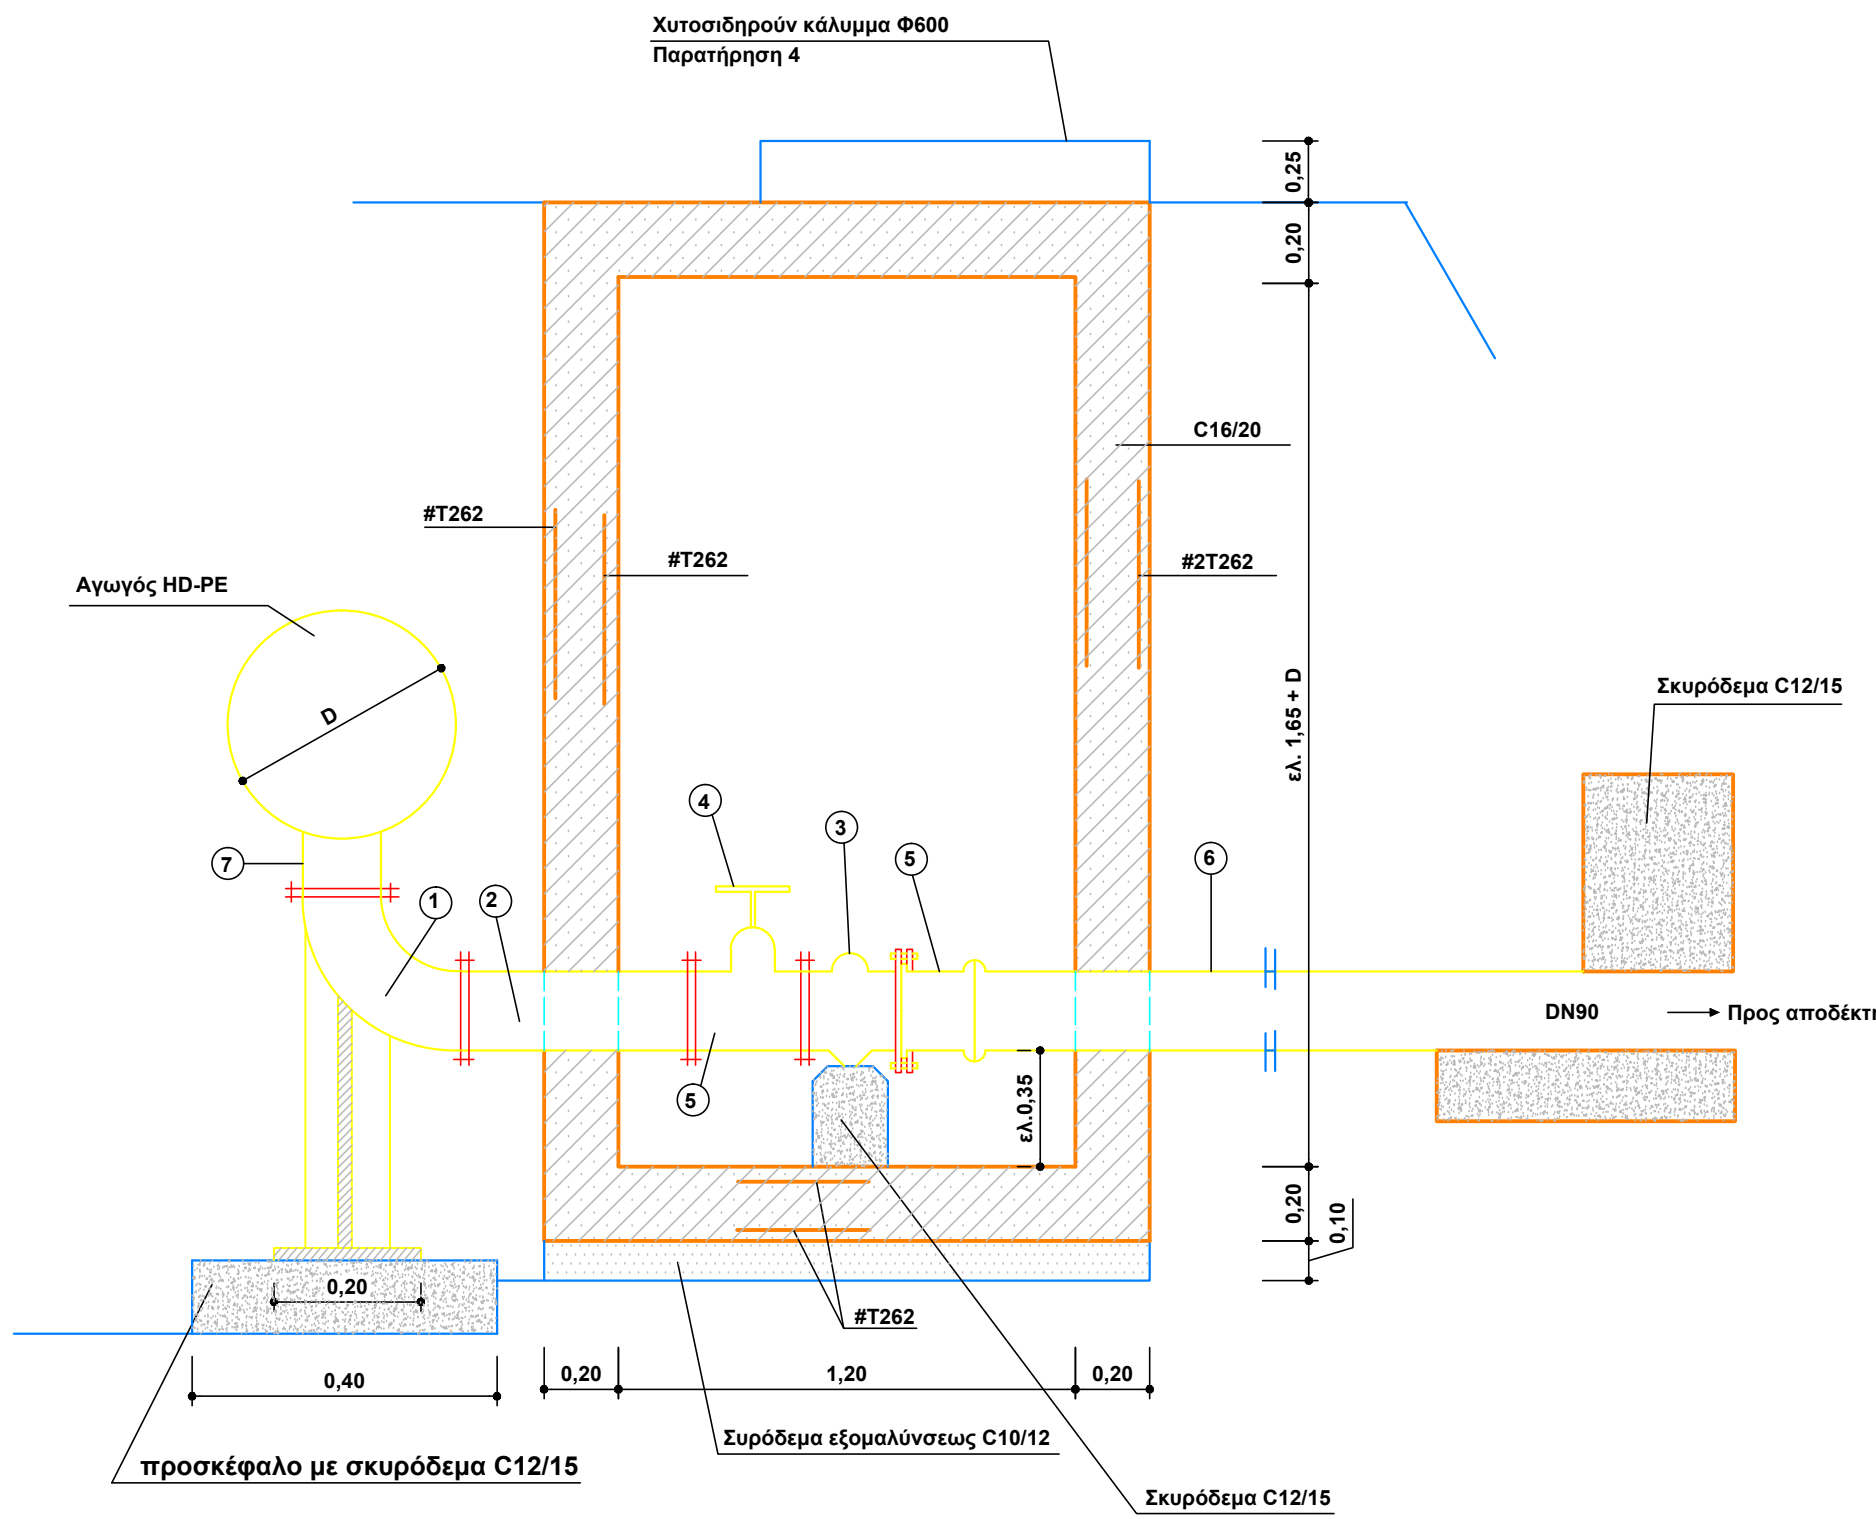 Χυτοσιδηρούν κάλυμμα Φ600
Παρατήρηση 4
0,25
0,20
C16/20
#T262
#T262
#2T262
Αγωγός HD-PE
D
ελ. 1,65 + D
Σκυρόδεμα C12/15
4
3
5
6
7
1
2
DN90
Προς αποδέκτη
5
ελ.0,35
0,20
0,10
0,20
#T262
0,40
0,20
1,20
0,20
Συρόδεμα εξομαλύνσεως C10/12
προσκέφαλο με σκυρόδεμα C12/15
Σκυρόδεμα C12/15